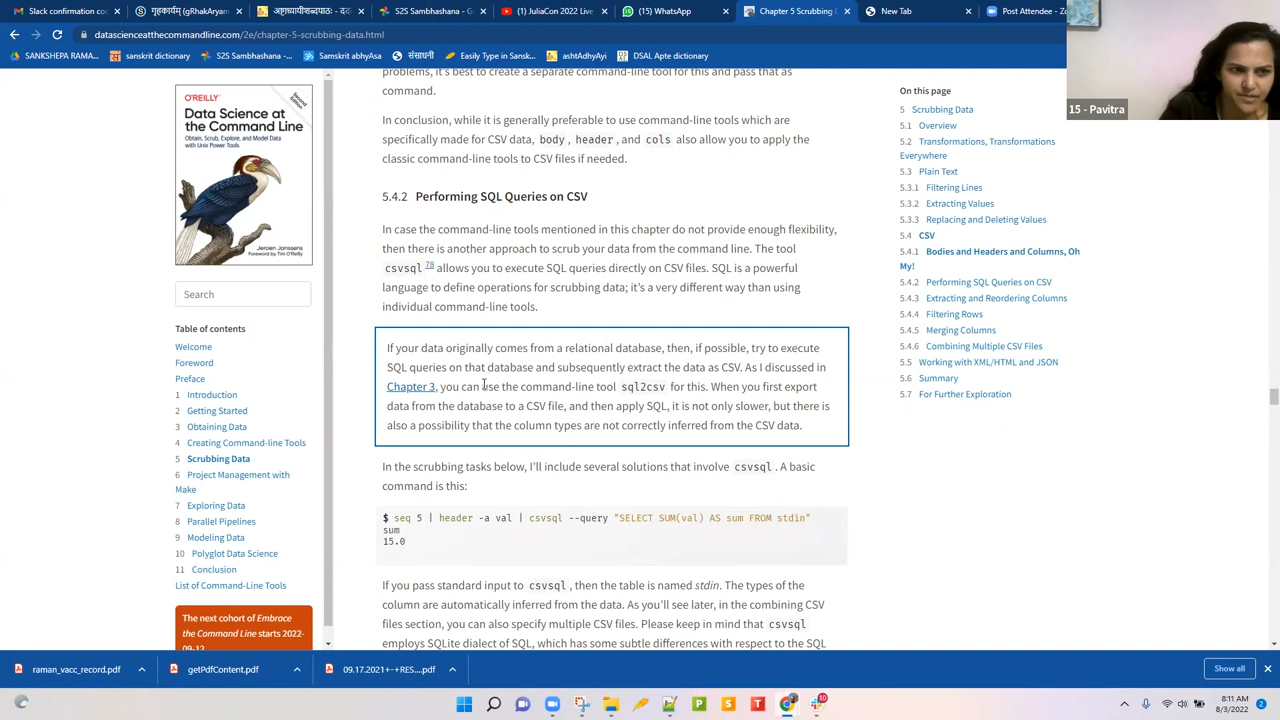 Slack confirmations
गृहकार्यम् (grhakAryam)
अध्यायीशब्दपाठः
S2S Sambhashana - G
JuliaCon 2022 Live
(6) WhatsApp
Chapter 5 Scrubbing
New Tab
Post Attendee - Zo
datascienceatthecommandline.com/2e/chapter-5-scrubbing-data.html
SANKSHEPA RAMA...
sanskrit dictionary
S2S Sambhashana -...
Samskrit abyAsa
संसाधनी
Easily Type in Sansk...
ashtAdhyAyi
DSAL Apte dictionary
15 - Pavitra
O'REILLY
Second Edition
Data Science at
the Command Line
Obtain, Scrub, Explore, and Model Data
with Unix Power Tools
Jeroen Janssens
Foreword by Tim O'Reilly
Search
Table of contents
Welcome
Foreword
Preface
1 Introduction
2 Getting Started
3 Obtaining Data
4 Creating Command-line Tools
5 Scrubbing Data
6 Project Management with
Make
7 Exploring Data
8 Parallel Pipelines
9 Modeling Data
10 Polyglot Data Science
11 Conclusion
List of Command-Line Tools
The next cohort of Embrace
the Command Line starts 2022-
09-12
problems, it's best to create a separate command-line tool for this and pass that as
command.
In conclusion, while it is generally preferable to use command-line tools which are
specifically made for CSV data, body , header , and cols also allow you to apply the
classic command-line tools to CSV files if needed.
5.4.2 Performing SQL Queries on CSV
In case the command-line tools mentioned in this chapter do not provide enough flexibility,
then there is another approach to scrub your data from the command line. The tool
csvsql 78 allows you to execute SQL queries directly on CSV files. SQL is a powerful
language to define operations for scrubbing data; it's a very different way than using
individual command-line tools.
If your data originally comes from a relational database, then, if possible, try to execute
SQL queries on that database and subsequently extract the data as CSV. As I discussed in
Chapter 3, you can use the command-line tool sql2csv for this. When you first export
data from the database to a CSV file, and then apply SQL, it is not only slower, but there is
also a possibility that the column types are not correctly inferred from the CSV data.
In the scrubbing tasks below, I'll include several solutions that involve csvsql . A basic
command is this:
$ seq 5 | header -a val | csvsql --query "SELECT SUM(val) AS sum FROM stdin"
sum
15.0
If you pass standard input to csvsql , then the table is named stdin. The types of the
column are automatically inferred from the data. As you'll see later, in the combining CSV
files section, you can also specify multiple CSV files. Please keep in mind that csvsql
employs SQLite dialect of SQL, which has some subtle differences with respect to the SQL
On this page
5 Scrubbing Data
5.1 Overview
5.2 Transformations, Transformations
Everywhere
5.3 Plain Text
5.3.1 Filtering Lines
5.3.2 Extracting Values
5.3.3 Replacing and Deleting Values
5.4 CSV
5.4.1 Bodies and Headers and Columns, Oh
My!
5.4.2 Performing SQL Queries on CSV
5.4.3 Extracting and Reordering Columns
5.4.4 Filtering Rows
5.4.5 Merging Columns
5.4.6 Combining Multiple CSV Files
5.5 Working with XML/HTML and JSON
5.6 Summary
5.7 For Further Exploration
raman_vacc_record.pdf
getPdfContent.pdf
09.17.2021+-+RES....pdf
Show all
8:11 AM
8/3/2022